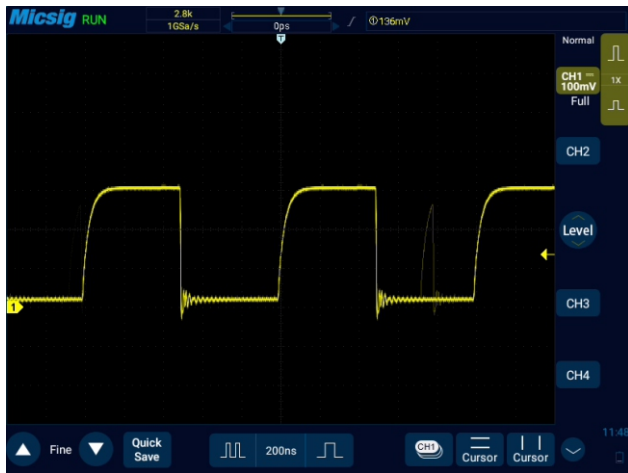 Micsig RUN
2.8k
1GSa/s
0ps
T
①136mV
Normal
CH1
100mV
Full
1X
CH2
Level
1
CH3
CH4
Fine
Quick
Save
200ns
CH1
Cursor
Cursor
11:48